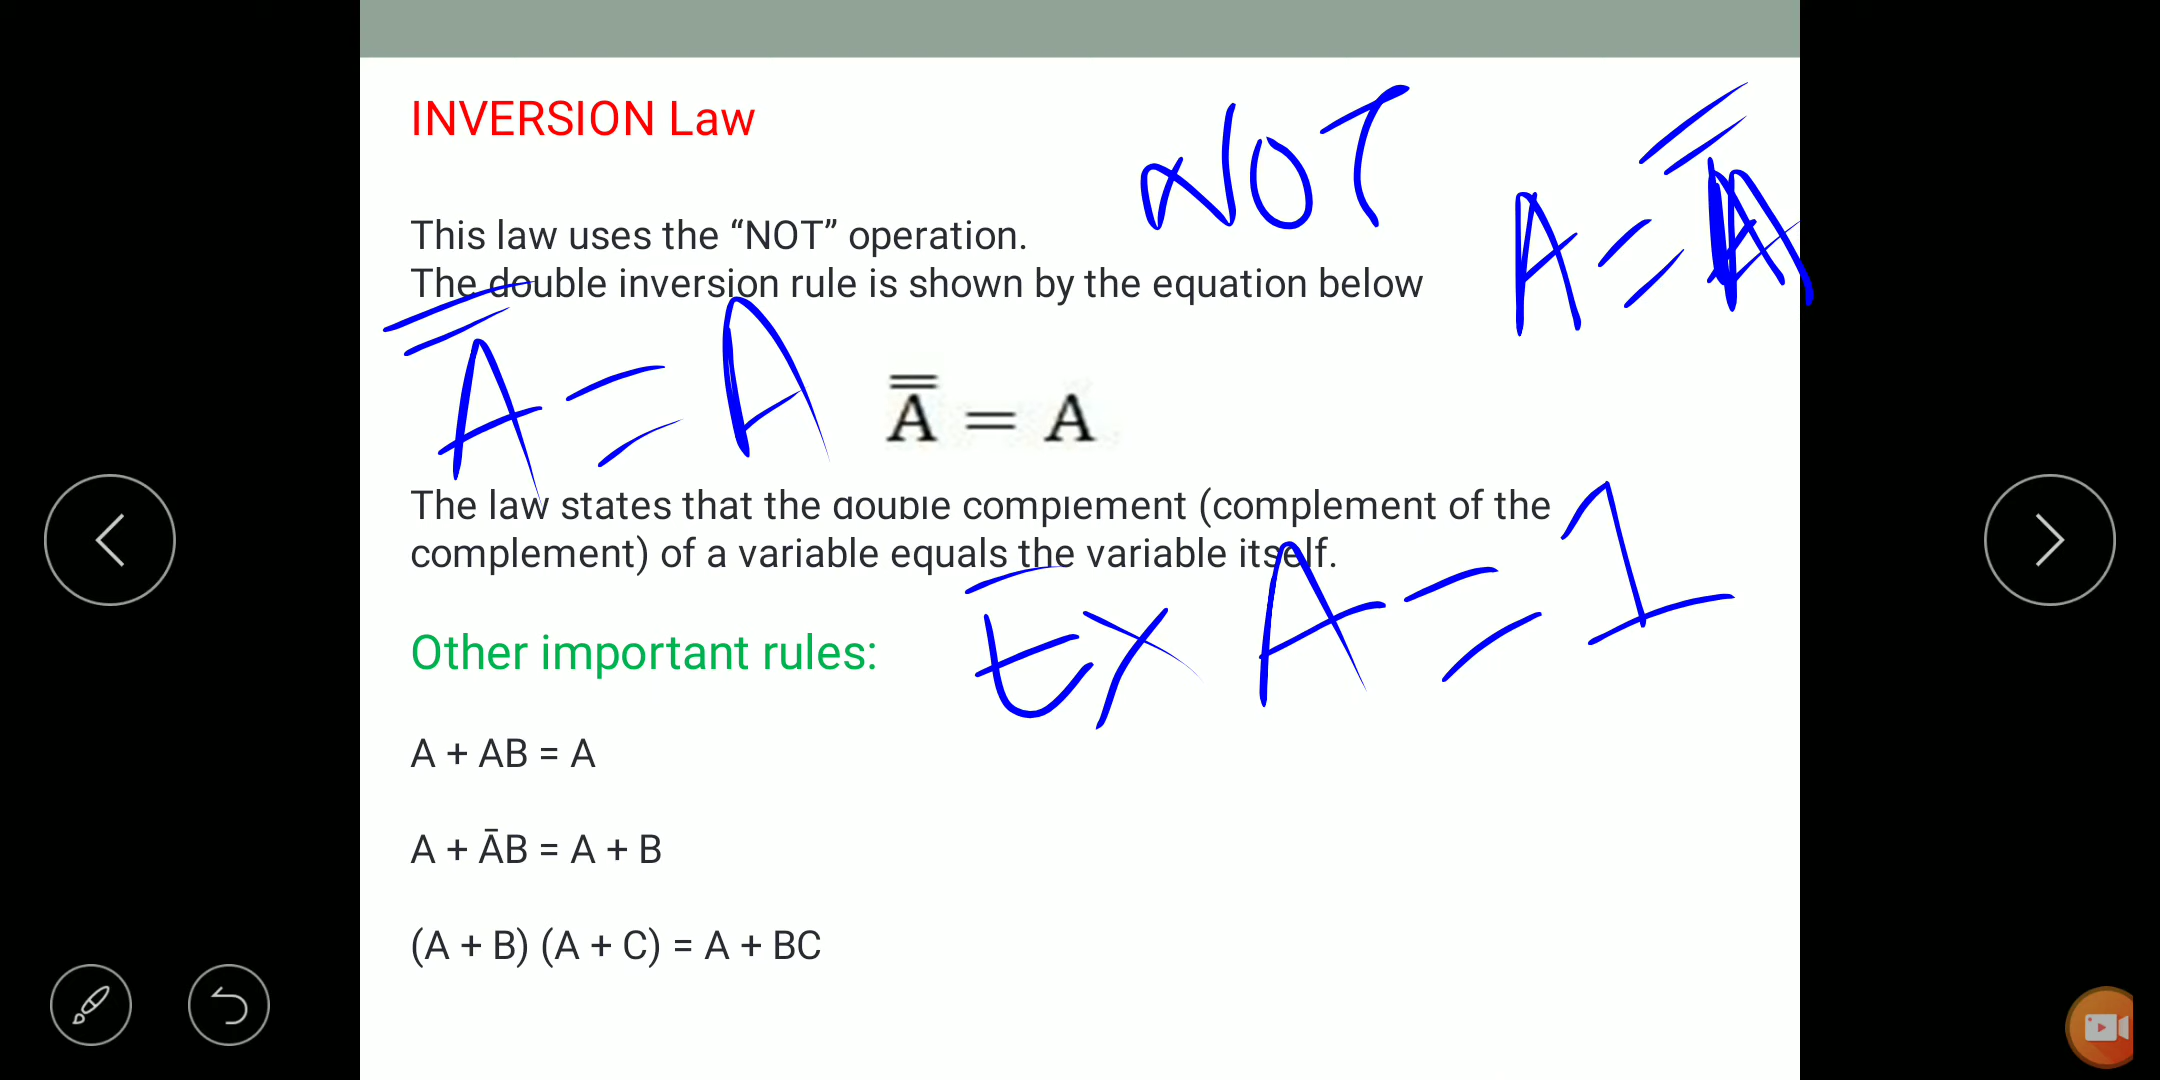 INVERSION Law
NOT
A = A̿
This law uses the “NOT” operation.
The double inversion rule is shown by the equation below
A̿ = A
A̿ = A
The law states that the double complement (complement of the
complement) of a variable equals the variable itself.
Ex A = 1
Other important rules:
A + AB = A
A + ĀB = A + B
(A + B) (A + C) = A + BC